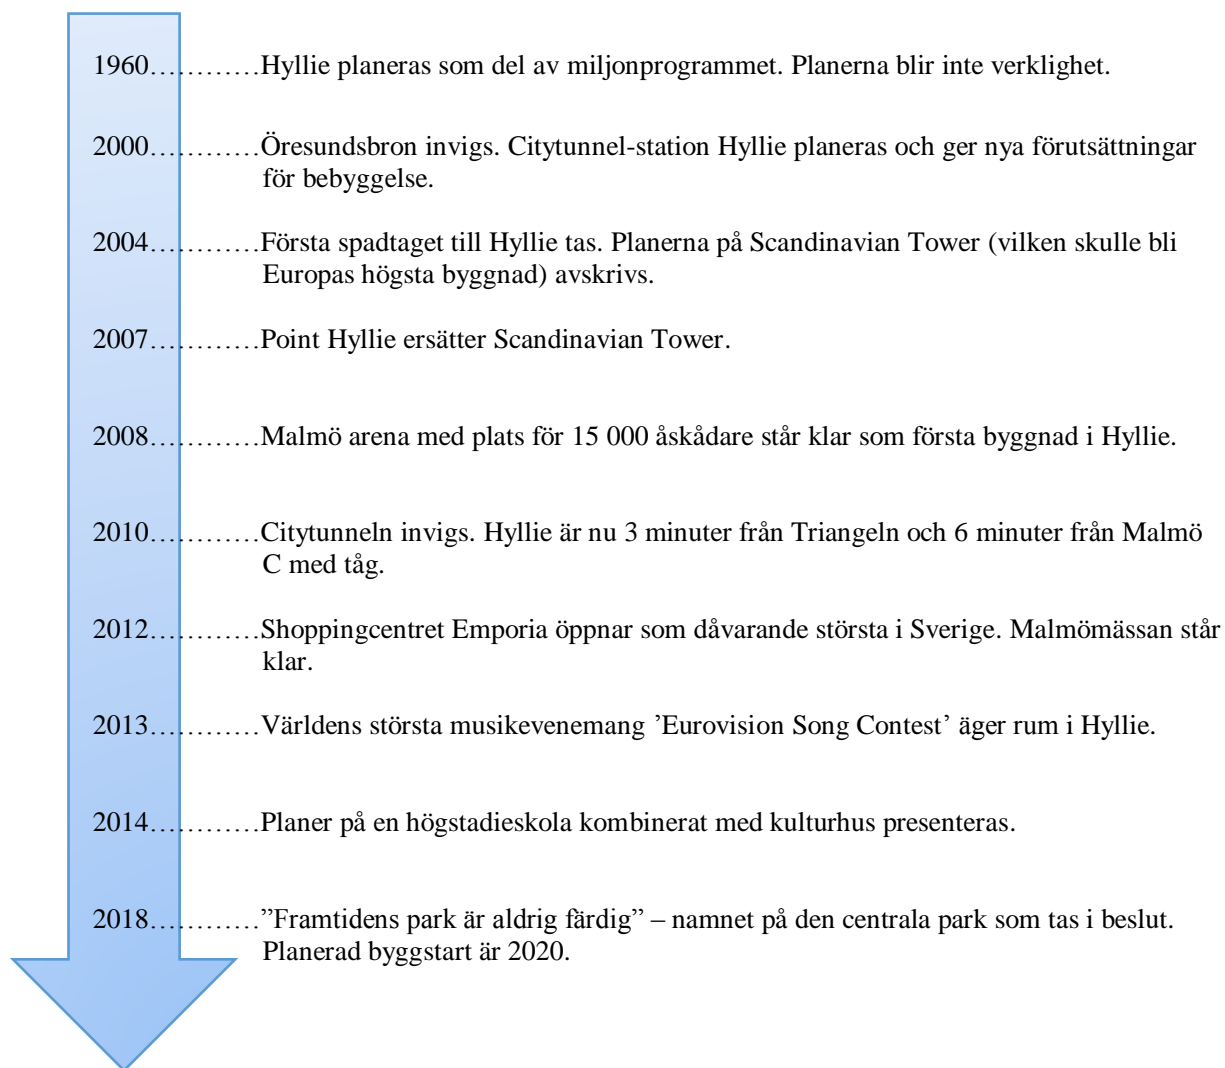 1960…………Hyllie planeras som del av miljonprogrammet. Planerna blir inte verklighet.
2000…………Öresundsbron invigs. Citytunnel-station Hyllie planeras och ger nya förutsättningar
för bebyggelse.
2004…………Första spadtaget till Hyllie tas. Planerna på Scandinavian Tower (vilken skulle bli
Europas högsta byggnad) avskrivs.
2007…………Point Hyllie ersätter Scandinavian Tower.
2008…………Malmö arena med plats för 15 000 åskådare står klar som första byggnad i Hyllie.
2010…………Citytunneln invigs. Hyllie är nu 3 minuter från Triangeln och 6 minuter från Malmö
C med tåg.
2012…………Shoppingcentret Emporia öppnar som dåvarande största i Sverige. Malmömässan står
klar.
2013…………Världens största musikevenemang ’Eurovision Song Contest’ äger rum i Hyllie.
2014…………Planer på en högstadieskola kombinerat med kulturhus presenteras.
2018…………”Framtidens park är aldrig färdig” – namnet på den centrala park som tas i beslut.
Planerad byggstart är 2020.